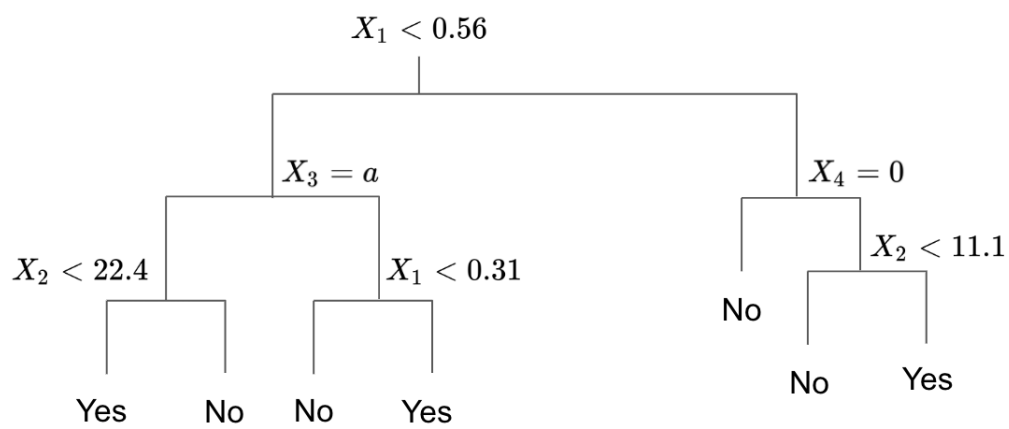 X₁ < 0.56
X₃ = a
X₄ = 0
X₂ < 22.4
X₁ < 0.31
X₂ < 11.1
No
No
Yes
Yes
No
No
Yes